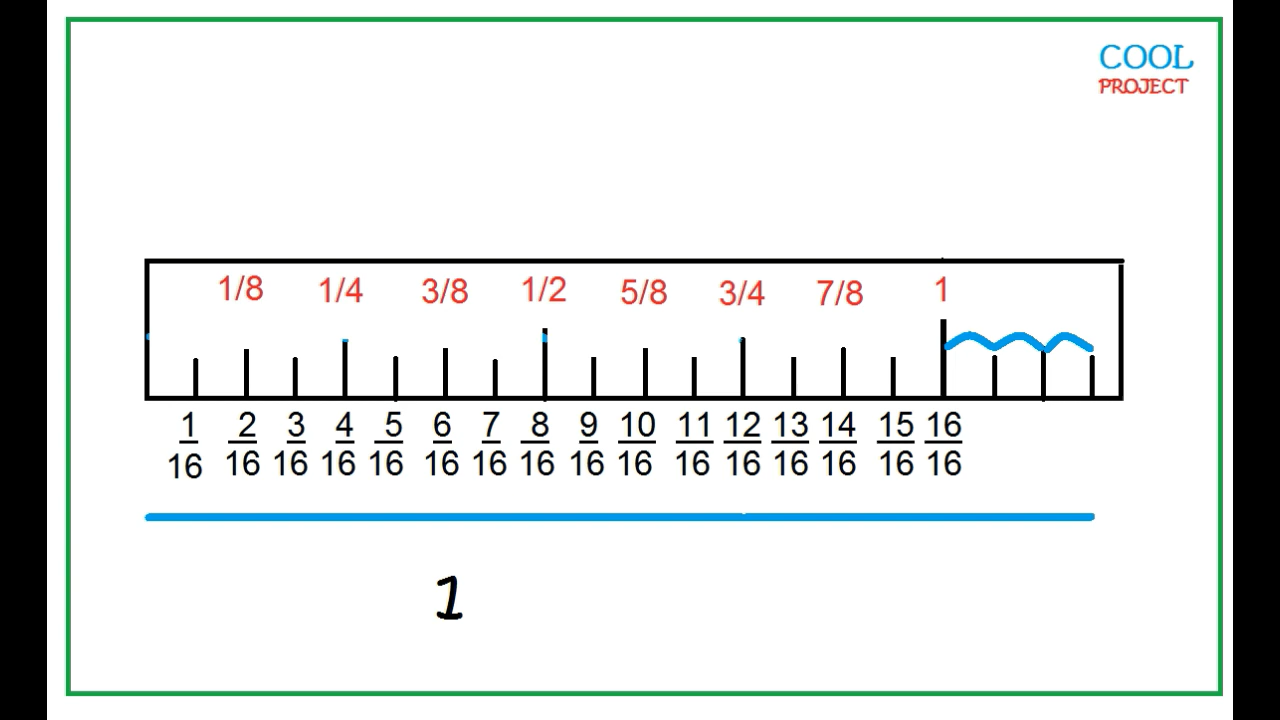 COOL
PROJECT
1/8 1/4 3/8 1/2 5/8 3/4 7/8 1
1 2 3 4 5 6 7 8 9 10 11 12 13 14 15 16
16 16 16 16 16 16 16 16 16 16 16 16 16 16 16 16
1